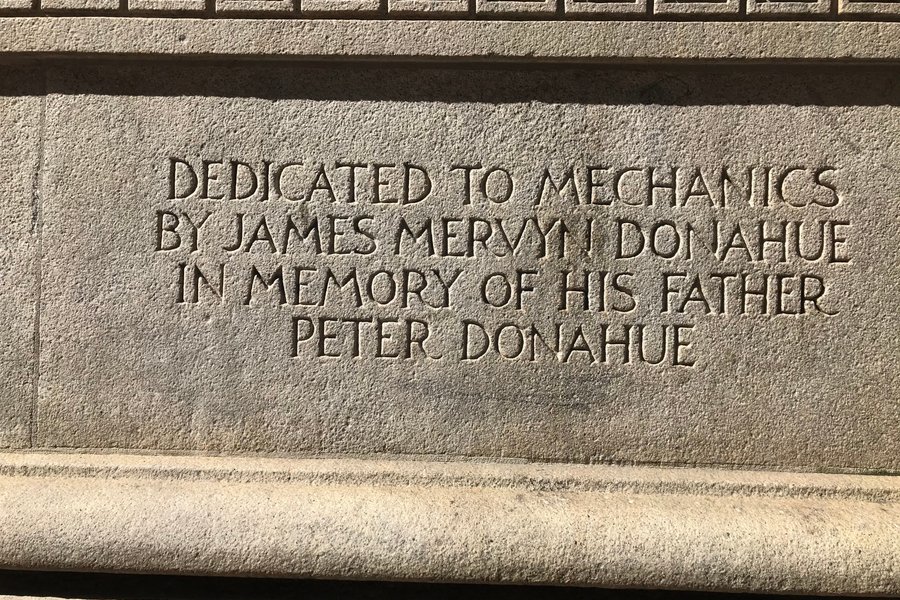 DEDICATED TO MECHANICS
BY JAMES MERVYN DONAHUE
IN MEMORY OF HIS FATHER
PETER DONAHUE